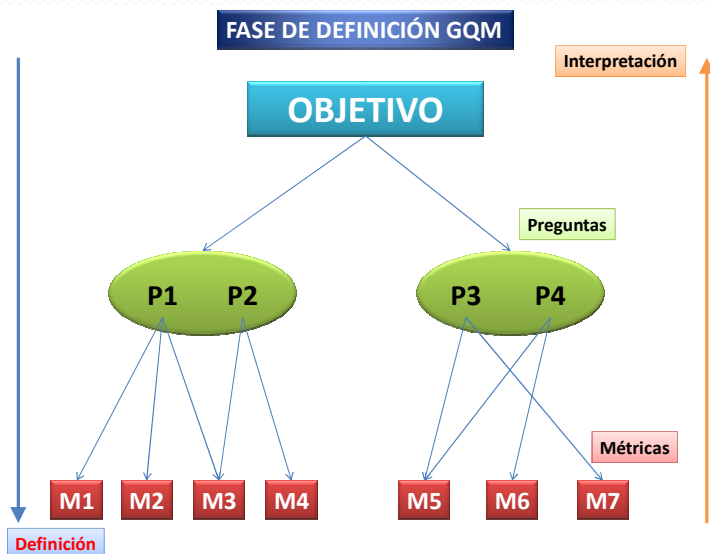 FASE DE DEFINICIÓN GQM
Interpretación
OBJETIVO
Preguntas
P1 P2 P3 P4
Métricas
M1 M2 M3 M4 M5 M6 M7
Definición